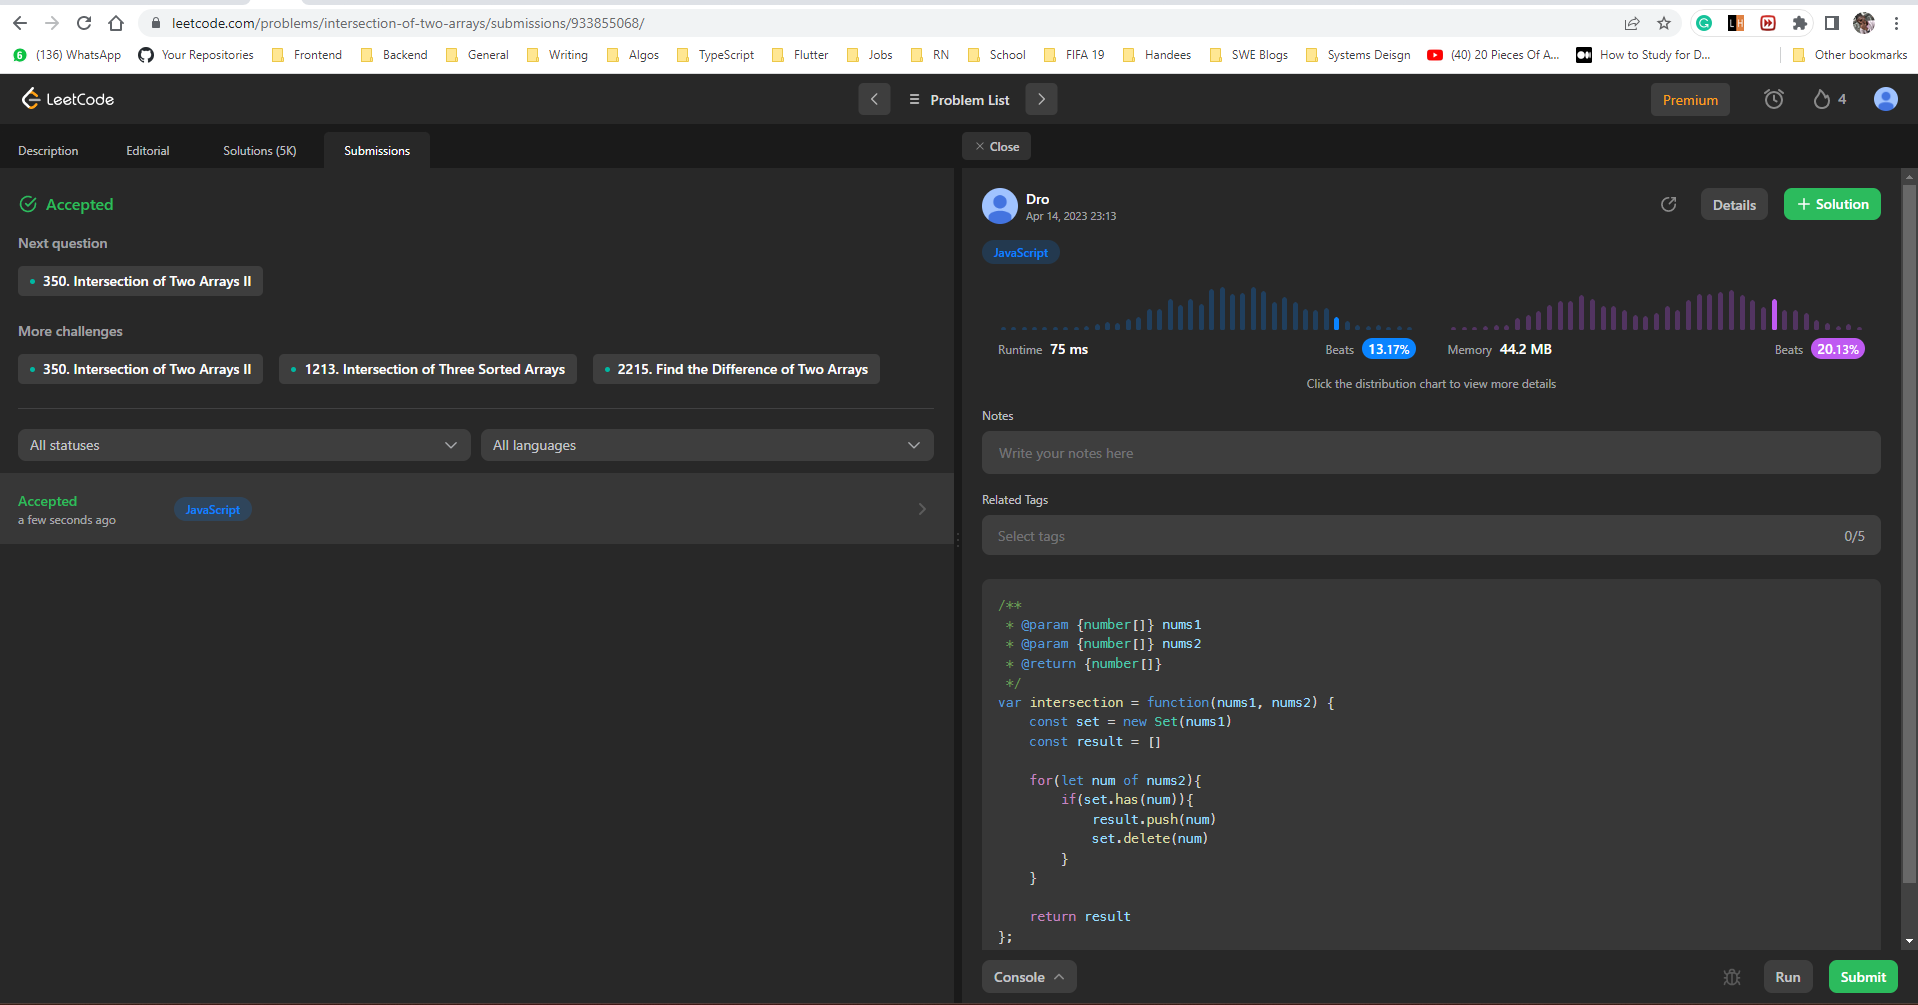 leetcode.com/problems/intersection-of-two-arrays/submissions/933855068/
(136) WhatsApp Your Repositories Frontend Backend General Writing Algos TypeScript Flutter Jobs RN School FIFA 19 Handees SWE Blogs Systems Deisgn (40) 20 Pieces Of A... How to Study for D... Other bookmarks
LeetCode Problem List Premium 4
Description Editorial Solutions (5K) Submissions
Accepted
Next question
350. Intersection of Two Arrays II
More challenges
350. Intersection of Two Arrays II 1213. Intersection of Three Sorted Arrays 2215. Find the Difference of Two Arrays
All statuses All languages
Accepted
a few seconds ago
JavaScript
Close
Dro
Apr 14, 2023 23:13
Details + Solution
JavaScript
Runtime 75 ms Beats 13.17% Memory 44.2 MB Beats 20.13%
Click the distribution chart to view more details
Notes
Write your notes here
Related Tags
Select tags 0/5
/**
 * @param {number[]} nums1
 * @param {number[]} nums2
 * @return {number[]}
 */
var intersection = function(nums1, nums2) {
    const set = new Set(nums1)
    const result = []
    for(let num of nums2){
        if(set.has(num)){
            result.push(num)
            set.delete(num)
        }
    }
    return result
};
Console Run Submit